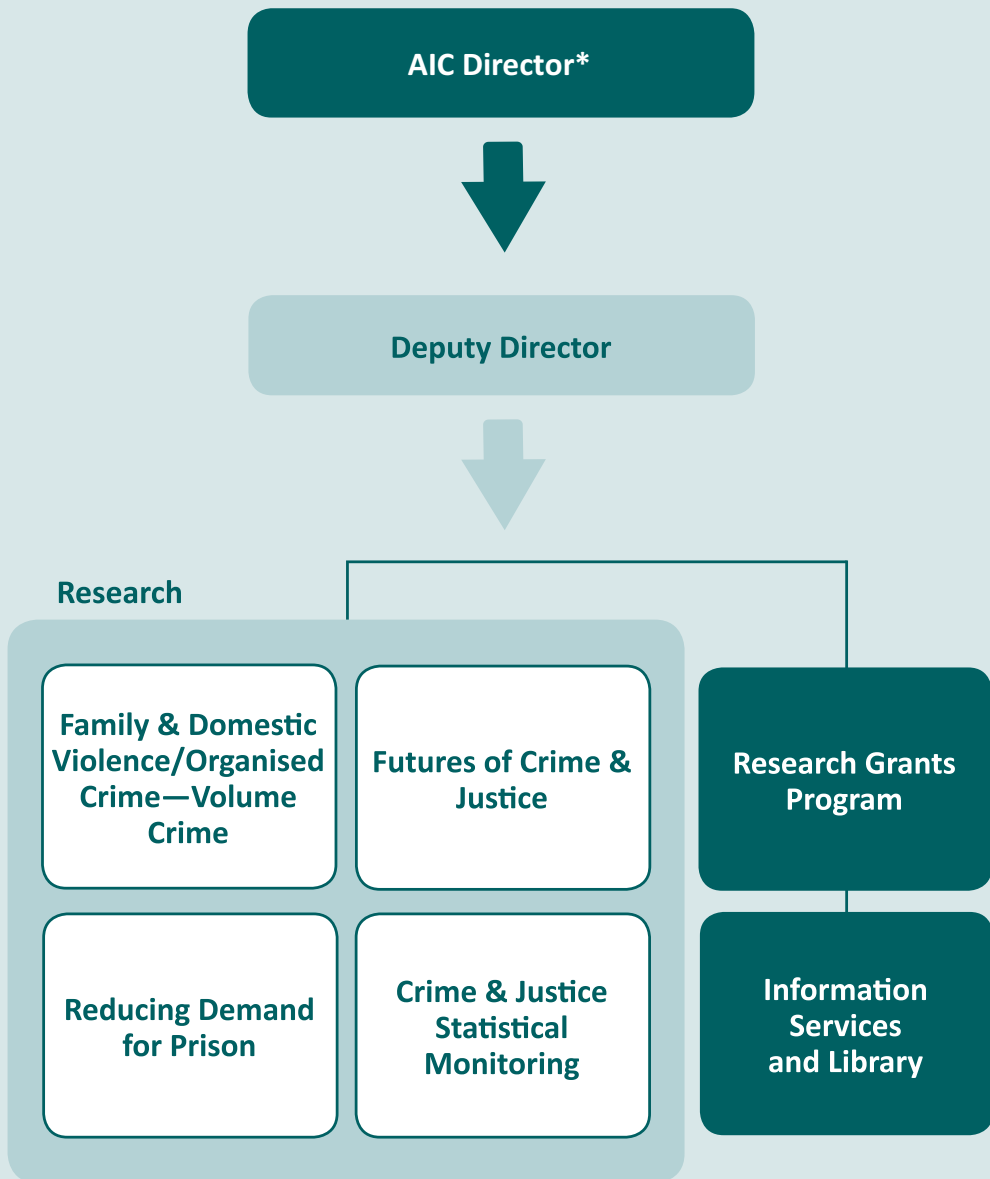 AIC Director*
Deputy Director
Research
Family & Domestic
Violence/Organised
Crime—Volume
Crime
Futures of Crime &
Justice
Research Grants
Program
Reducing Demand
for Prison
Crime & Justice
Statistical
Monitoring
Information
Services
and Library